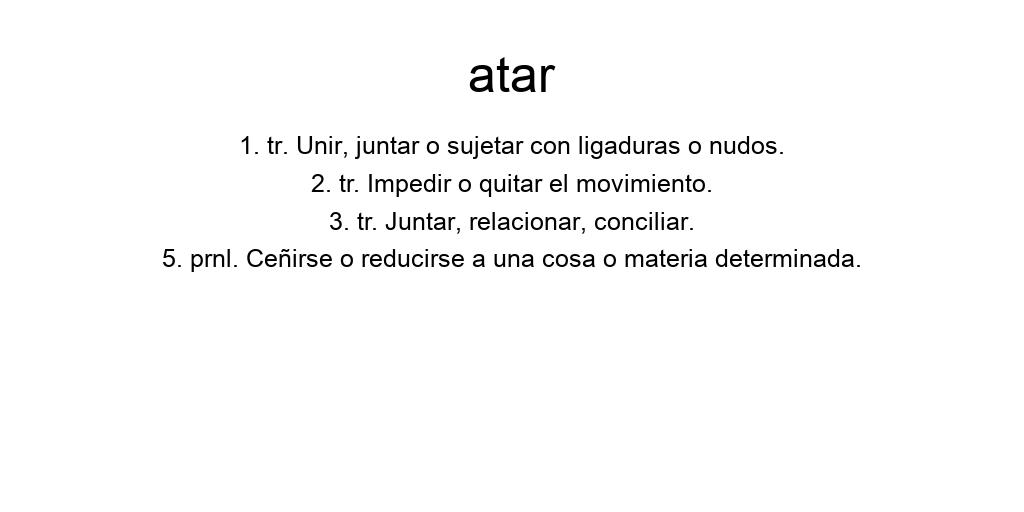 atar
1. tr. Unir, juntar o sujetar con ligaduras o nudos.
2. tr. Impedir o quitar el movimiento.
3. tr. Juntar, relacionar, conciliar.
5. prnl. Ceñirse o reducirse a una cosa o materia determinada.